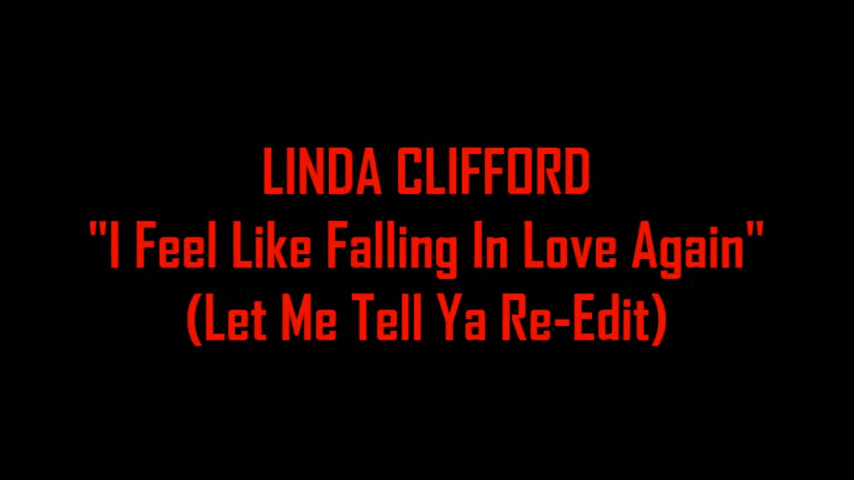 LINDA CLIFFORD
"I Feel Like Falling In Love Again"
(Let Me Tell Ya Re-Edit)